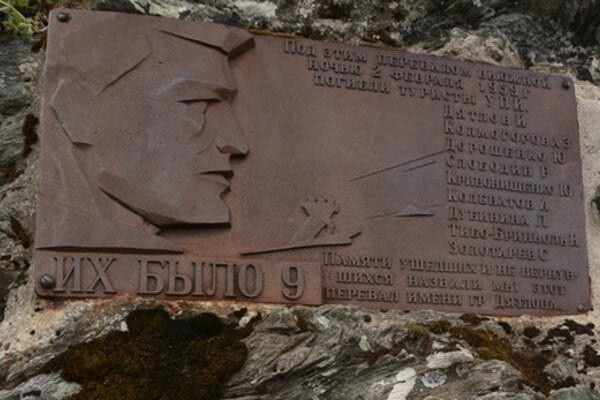 Под этим перевалом вьюжной
ночью 2 февраля 1959 г
погибли туристы УПИ.
Дятлов И
Колмогорова З
Дорошенко Ю
Слободин Р
Кривонищенко Ю
Колеватов А
Дубинина Л
Тибо-Бриньоль Н
Золотарев С
Их было 9
Памяти ушедших и не вернув-
шихся назвали мы этот
перевал имени гр Дятлова